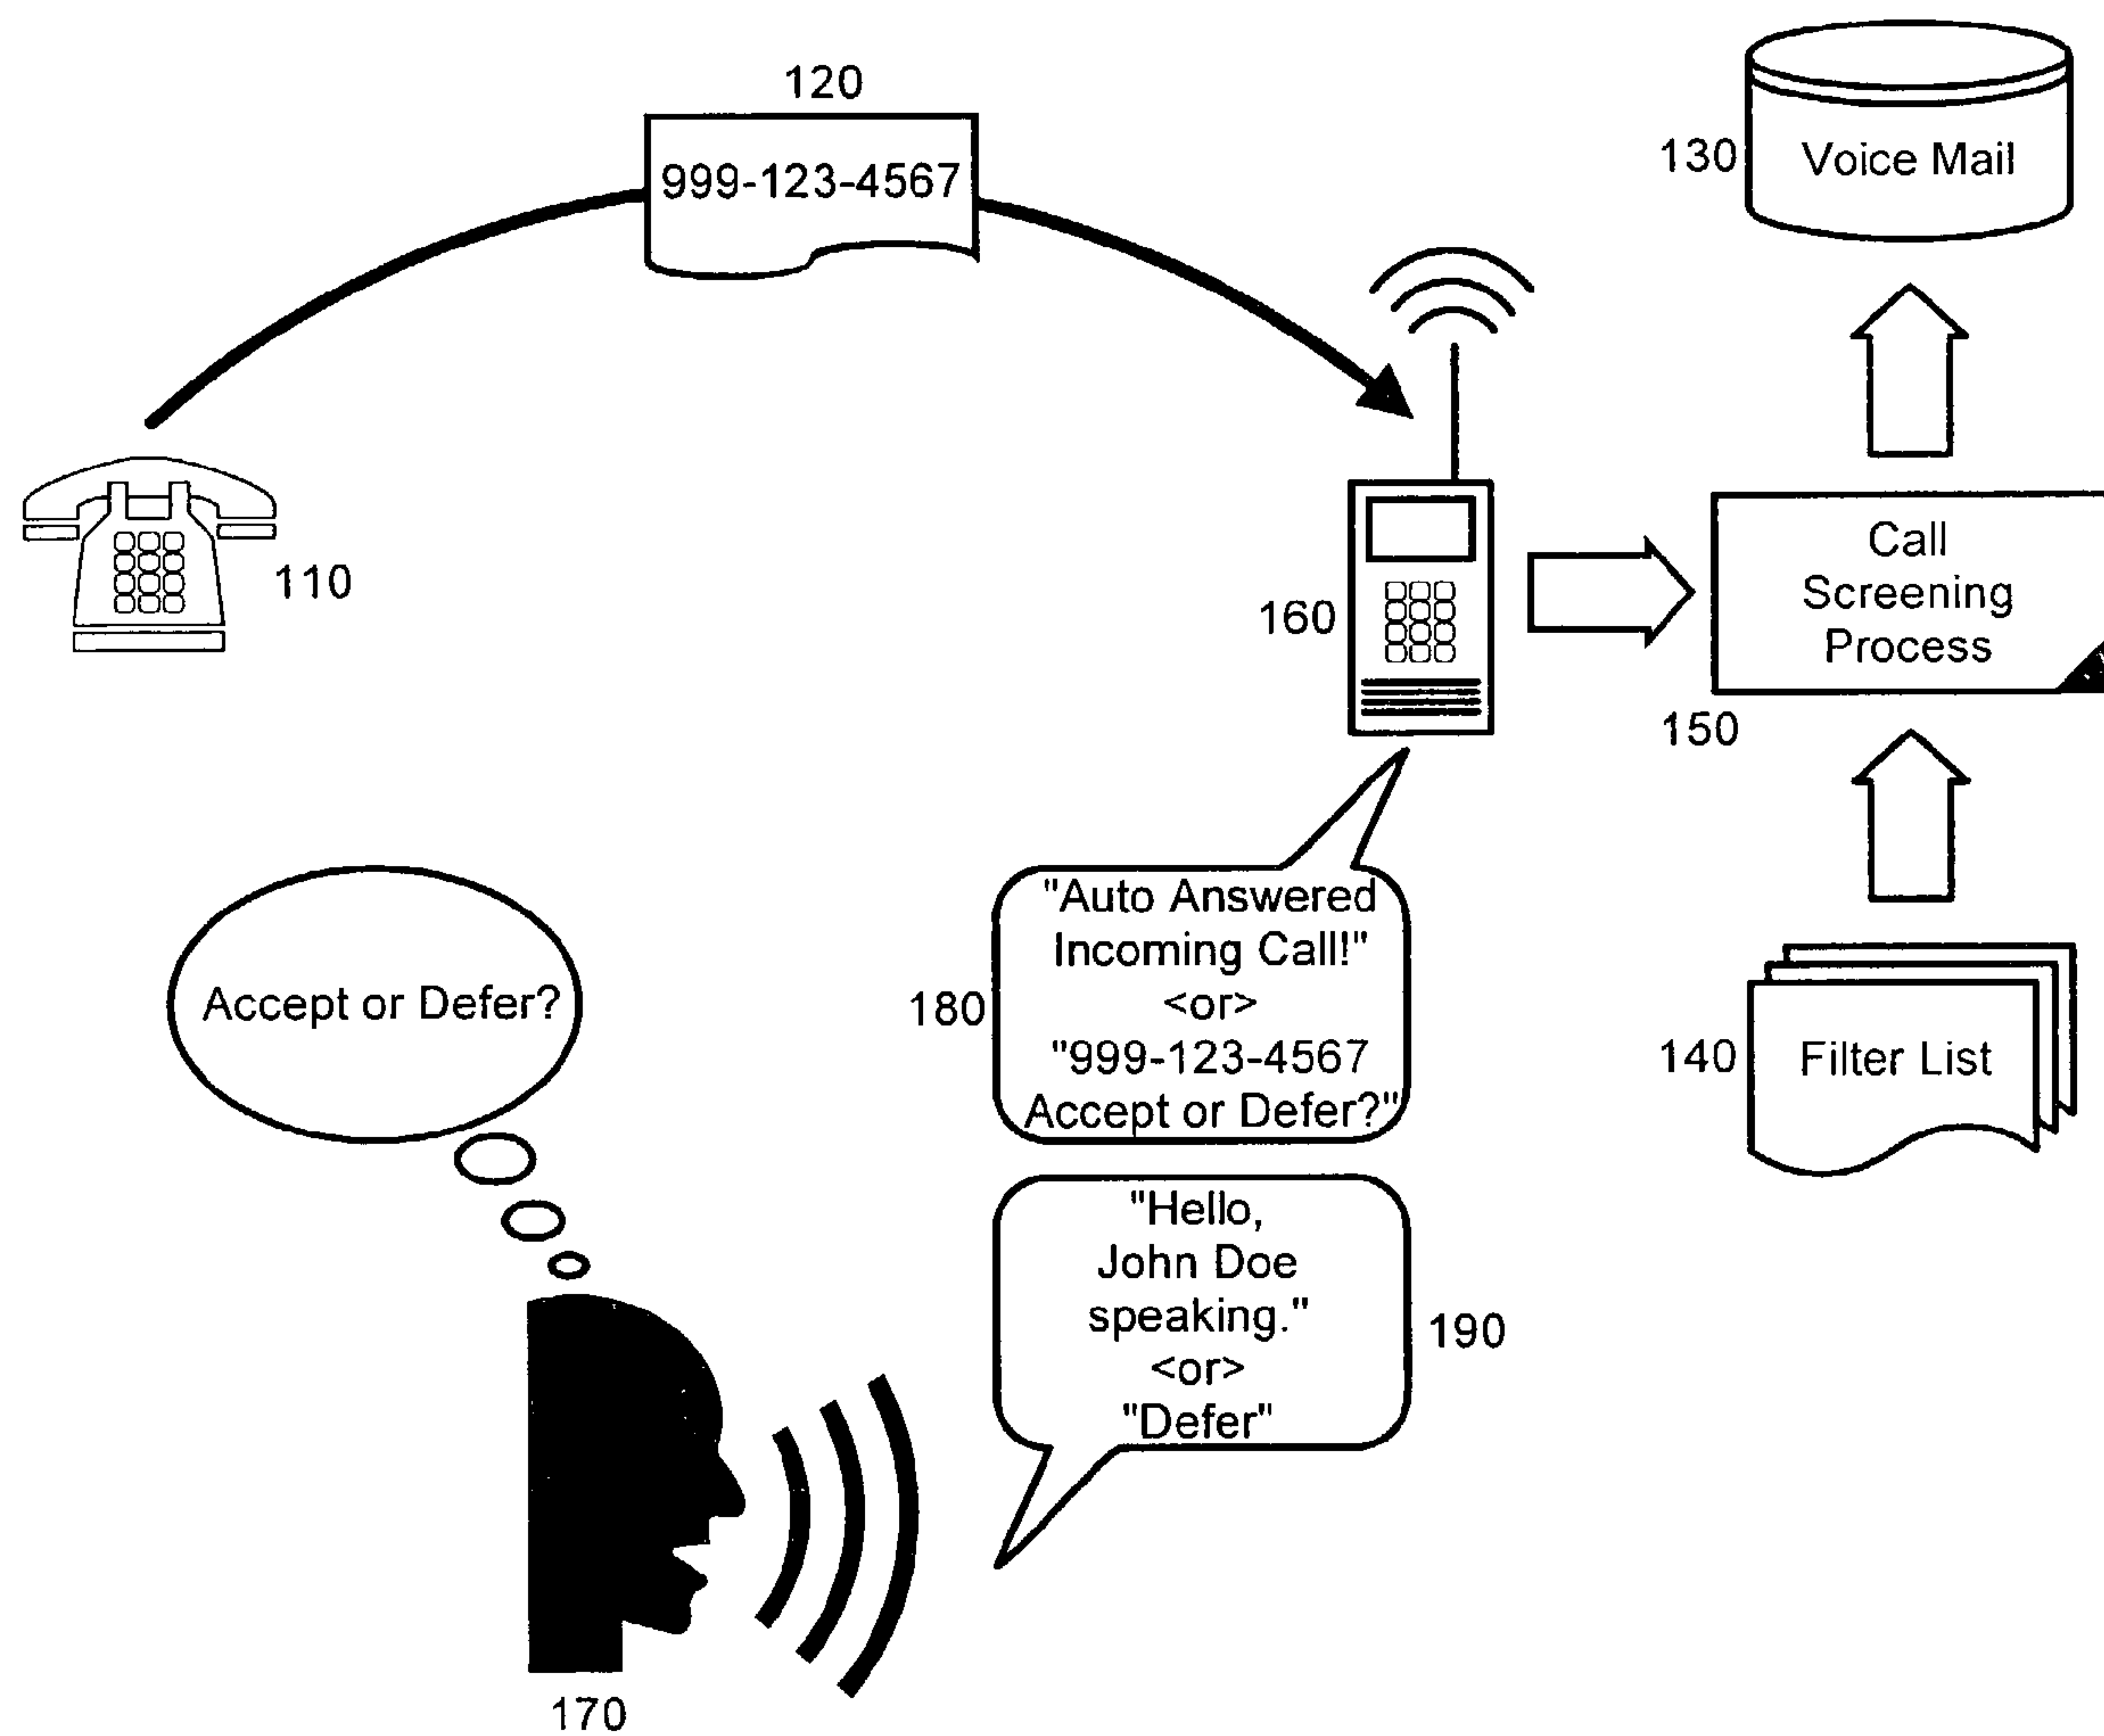 120
999-123-4567
130
Voice Mail
110
160
Call
Screening
Process
150
"Auto Answered
Incoming Call!"
<or>
"999-123-4567
Accept or Defer?"
180
Accept or Defer?
140
Filter List
"Hello,
John Doe
speaking."
<or>
"Defer"
190
170